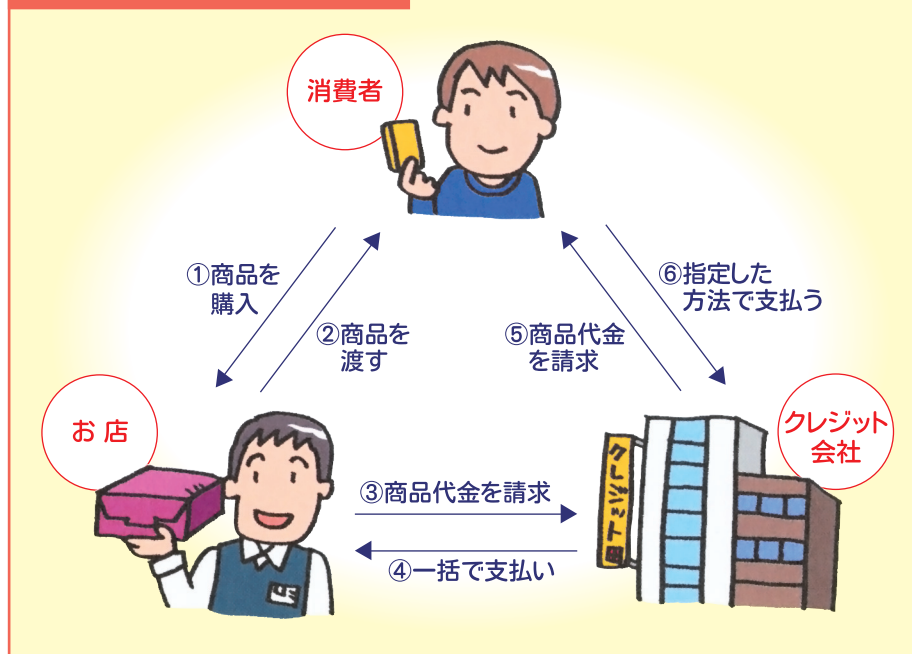 消費者
①商品を
購入
②商品を
渡す
⑤商品代金
を請求
⑥指定した
方法で支払う
お店
クレジット
会社
クレジット
③商品代金を請求
④一括で支払い